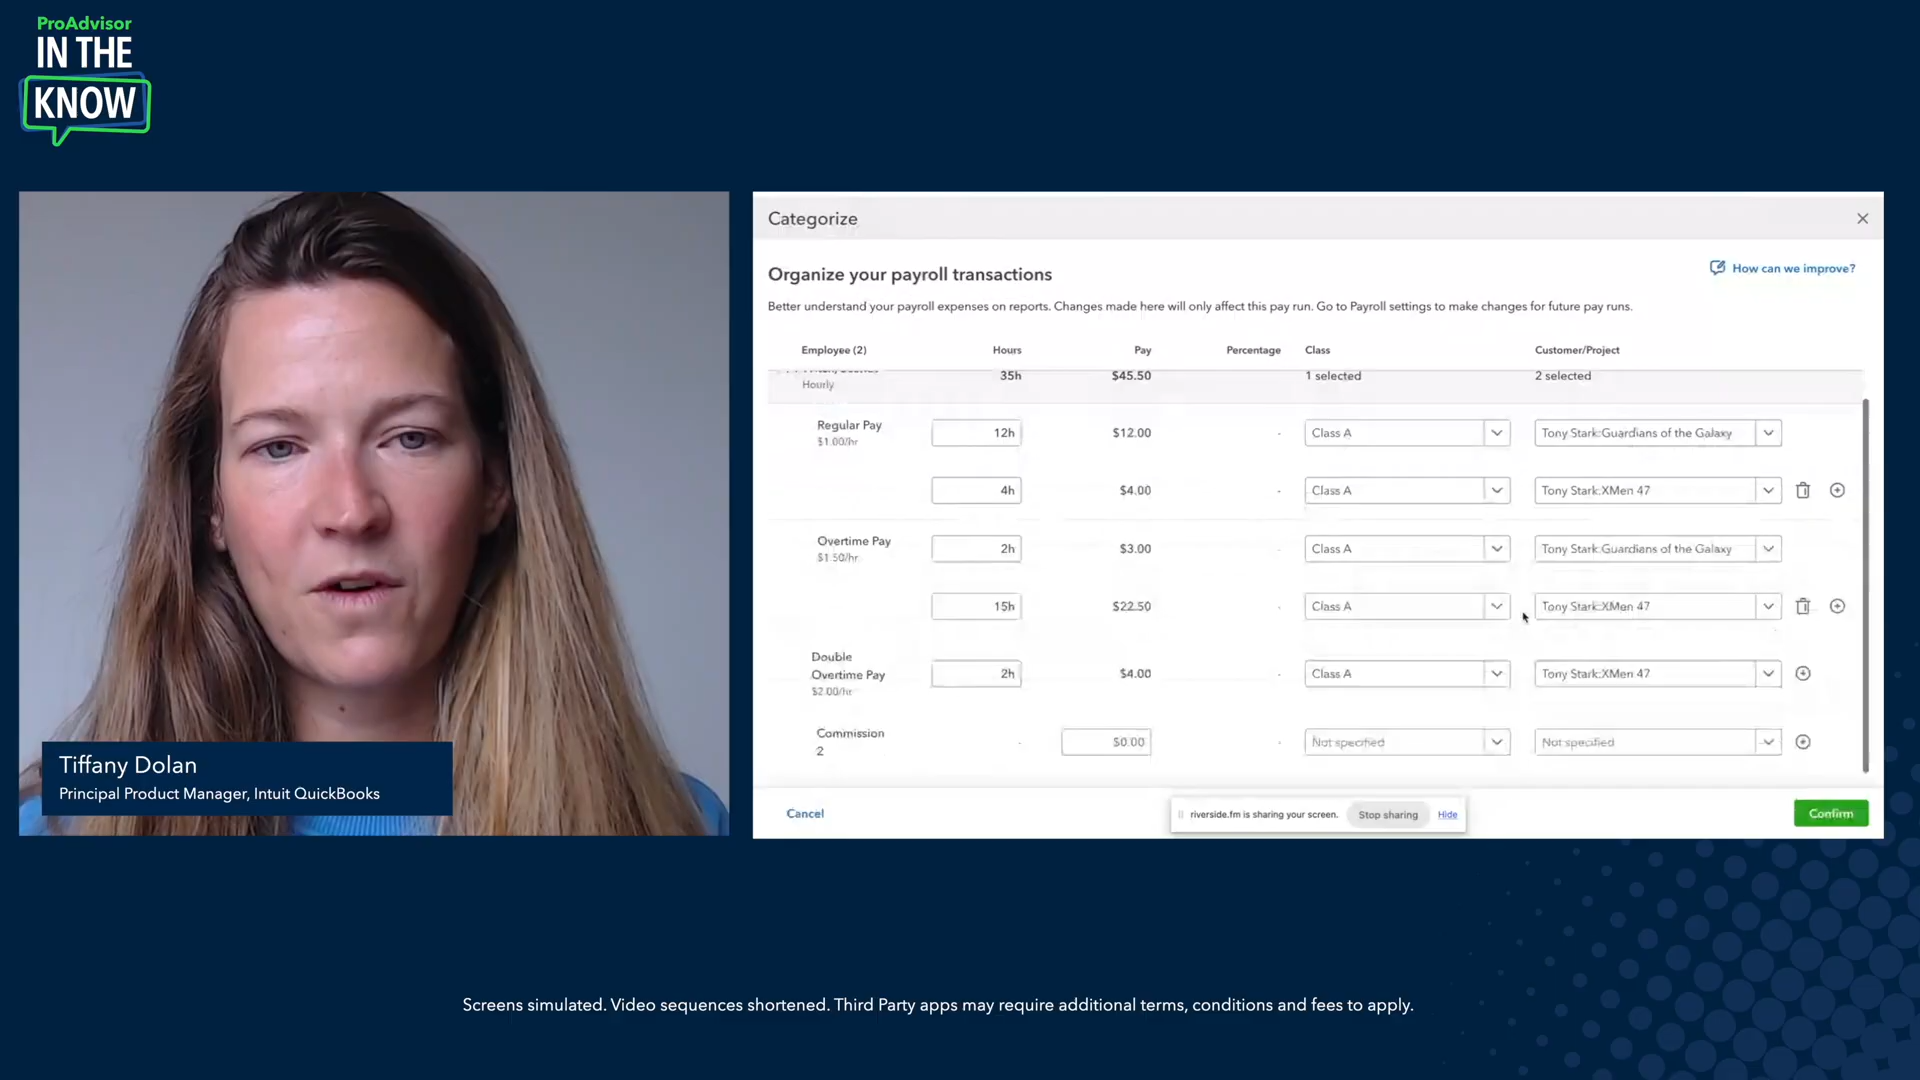 ProAdvisor
IN THE
KNOW
Categorize
Organize your payroll transactions
How can we improve?
Better understand your payroll expenses on reports. Changes made here will only affect this pay run. Go to Payroll settings to make changes for future pay runs.
Employee (2) Hours Pay Percentage Class Customer/Project
35h $45.50 1 selected 2 selected
Hourly
Regular Pay 12h $12.00 - Class A Tony Stark:Guardians of the Galaxy
$1.00/hr
4h $4.00 - Class A Tony Stark:XMen 47
Overtime Pay 2h $3.00 - Class A Tony Stark:Guardians of the Galaxy
$1.50/hr
15h $22.50 - Class A Tony Stark:XMen 47
Double
Overtime Pay 2h $4.00 - Class A Tony Stark:XMen 47
$2.00/hr
Commission
2 - $0.00 - Not specified Not specified
Cancel
riverside.fm is sharing your screen. Stop sharing Hide
Confirm
Tiffany Dolan
Principal Product Manager, Intuit QuickBooks
Screens simulated. Video sequences shortened. Third Party apps may require additional terms, conditions and fees to apply.